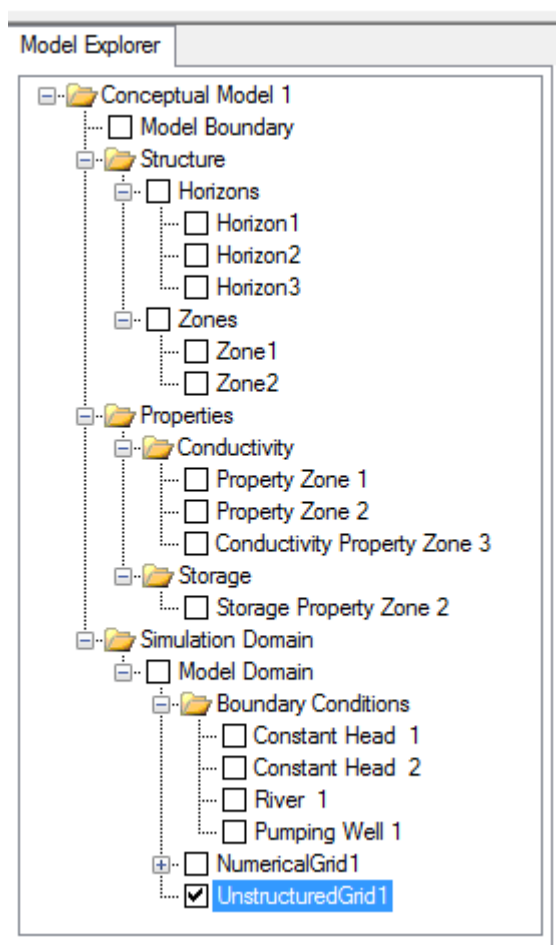 Model Explorer
Conceptual Model 1
Model Boundary
Structure
Horizons
Horizon1
Horizon2
Horizon3
Zones
Zone1
Zone2
Properties
Conductivity
Property Zone 1
Property Zone 2
Conductivity Property Zone 3
Storage
Storage Property Zone 2
Simulation Domain
Model Domain
Boundary Conditions
Constant Head 1
Constant Head 2
River 1
Pumping Well 1
NumericalGrid1
UnstructuredGrid1